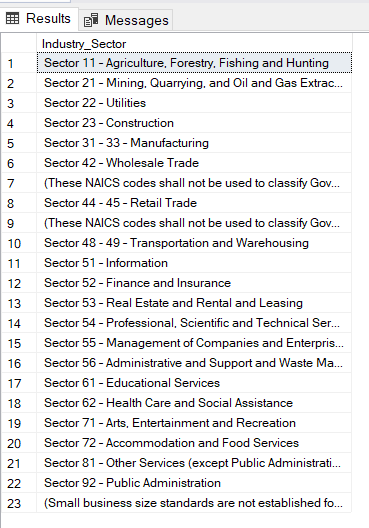 Results Messages
Industry_Sector
1 Sector 11 - Agriculture, Forestry, Fishing and Hunting
2 Sector 21 - Mining, Quarrying, and Oil and Gas Extrac...
3 Sector 22 - Utilities
4 Sector 23 - Construction
5 Sector 31 - 33 - Manufacturing
6 Sector 42 - Wholesale Trade
7 (These NAICS codes shall not be used to classify Gov...
8 Sector 44 - 45 - Retail Trade
9 (These NAICS codes shall not be used to classify Gov...
10 Sector 48 - 49 - Transportation and Warehousing
11 Sector 51 - Information
12 Sector 52 - Finance and Insurance
13 Sector 53 - Real Estate and Rental and Leasing
14 Sector 54 - Professional, Scientific and Technical Ser...
15 Sector 55 - Management of Companies and Enterpris...
16 Sector 56 - Administrative and Support and Waste Ma...
17 Sector 61 - Educational Services
18 Sector 62 - Health Care and Social Assistance
19 Sector 71 - Arts, Entertainment and Recreation
20 Sector 72 - Accommodation and Food Services
21 Sector 81 - Other Services (except Public Administrati...
22 Sector 92 - Public Administration
23 (Small business size standards are not established fo...